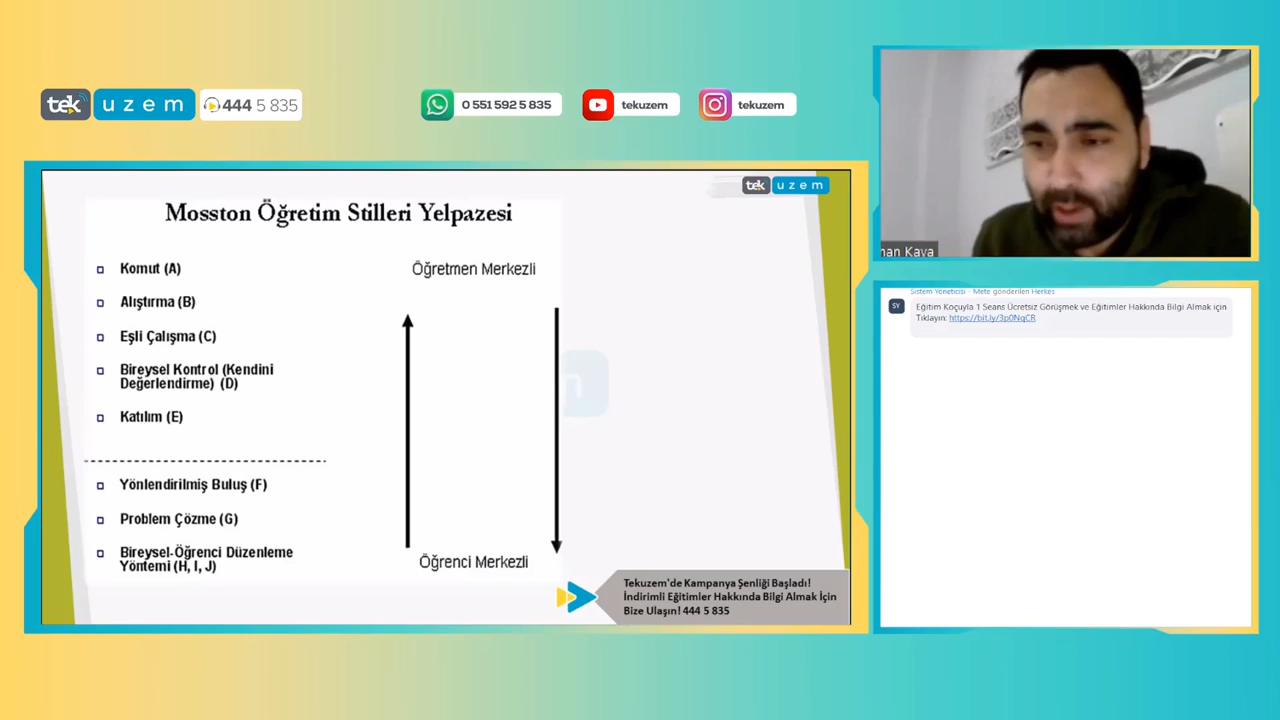 tek uzem 444 5 835
0 551 592 5 835
tekuzem
tekuzem
tek uzem
Mosston Öğretim Stilleri Yelpazesi
Komut (A)
Alıştırma (B)
Eşli Çalışma (C)
Bireysel Kontrol (Kendini
Değerlendirme) (D)
Katılım (E)
Yönlendirilmiş Buluş (F)
Problem Çözme (G)
Bireysel-Öğrenci Düzenleme
Yöntemi (H, I, J)
Öğretmen Merkezli
Öğrenci Merkezli
Tekuzem'de Kampanya Şenliği Başladı!
İndirimli Eğitimler Hakkında Bilgi Almak İçin
Bize Ulaşın! 444 5 835
Kaya
Sistem Yöneticisi - Mete gönderilen Herkes
SY
Eğitim Koçuyla 1 Seans Ücretsiz Görüşmek ve Eğitimler Hakkında Bilgi Almak için
Tıklayın: https://bit.ly/3p0NqCR